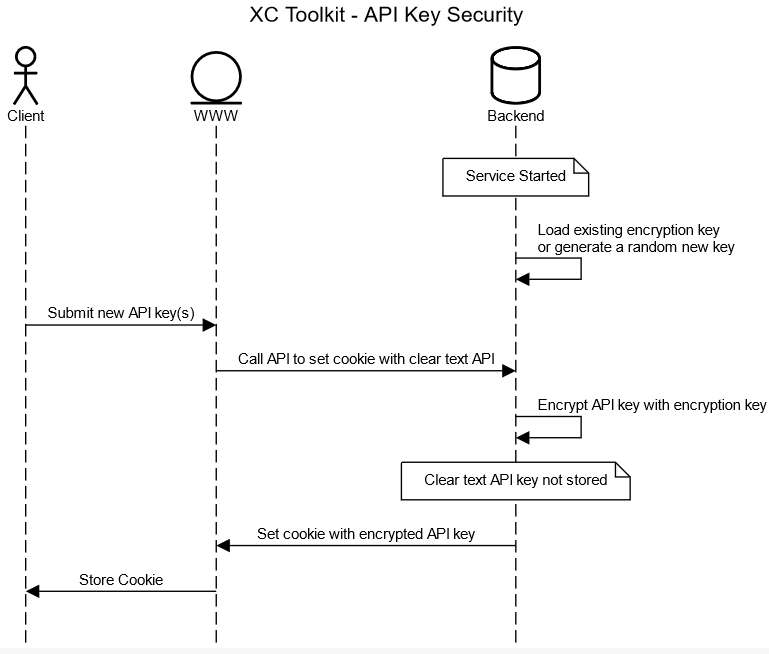 XC Toolkit - API Key Security
Client
WWW
Backend
Service Started
Load existing encryption key
or generate a random new key
Submit new API key(s)
Call API to set cookie with clear text API
Encrypt API key with encryption key
Clear text API key not stored
Set cookie with encrypted API key
Store Cookie